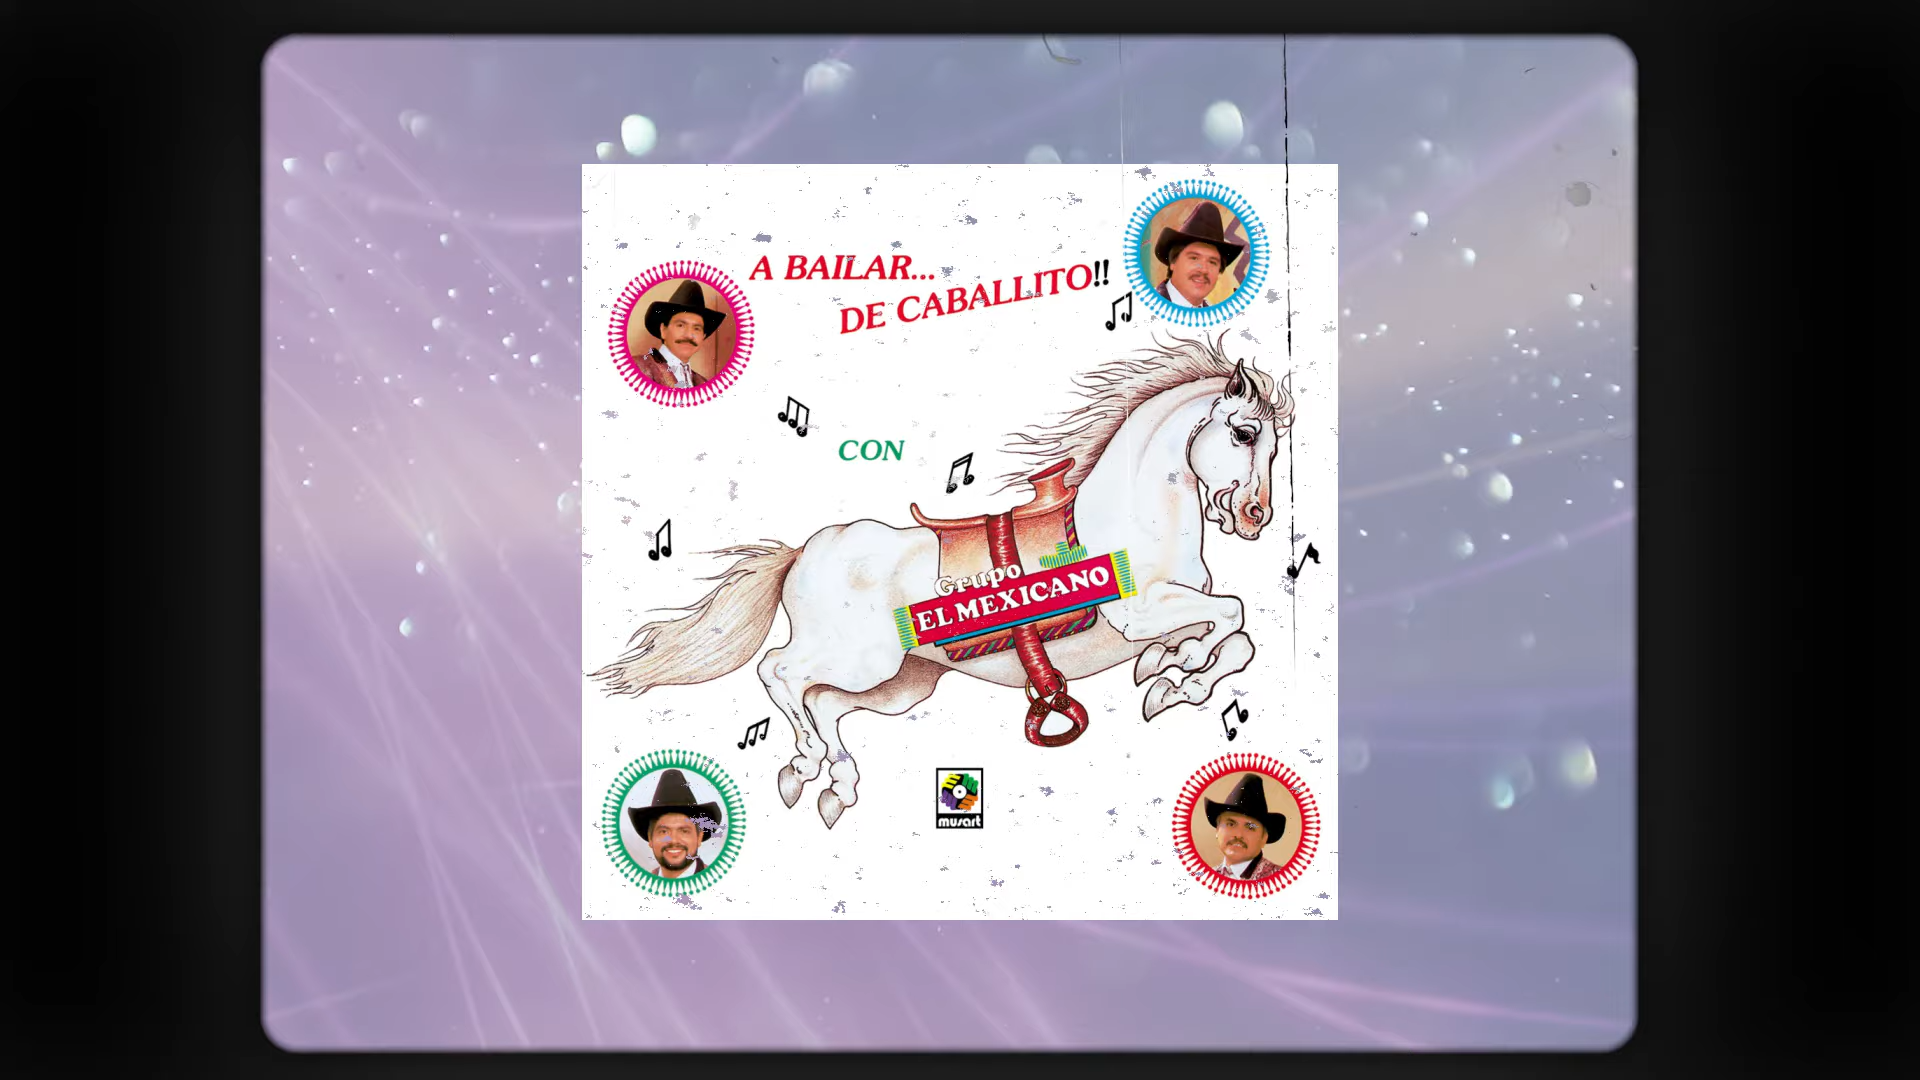 A BAILAR...
DE CABALLITO!!
CON
Grupo
EL MEXICANO
musart